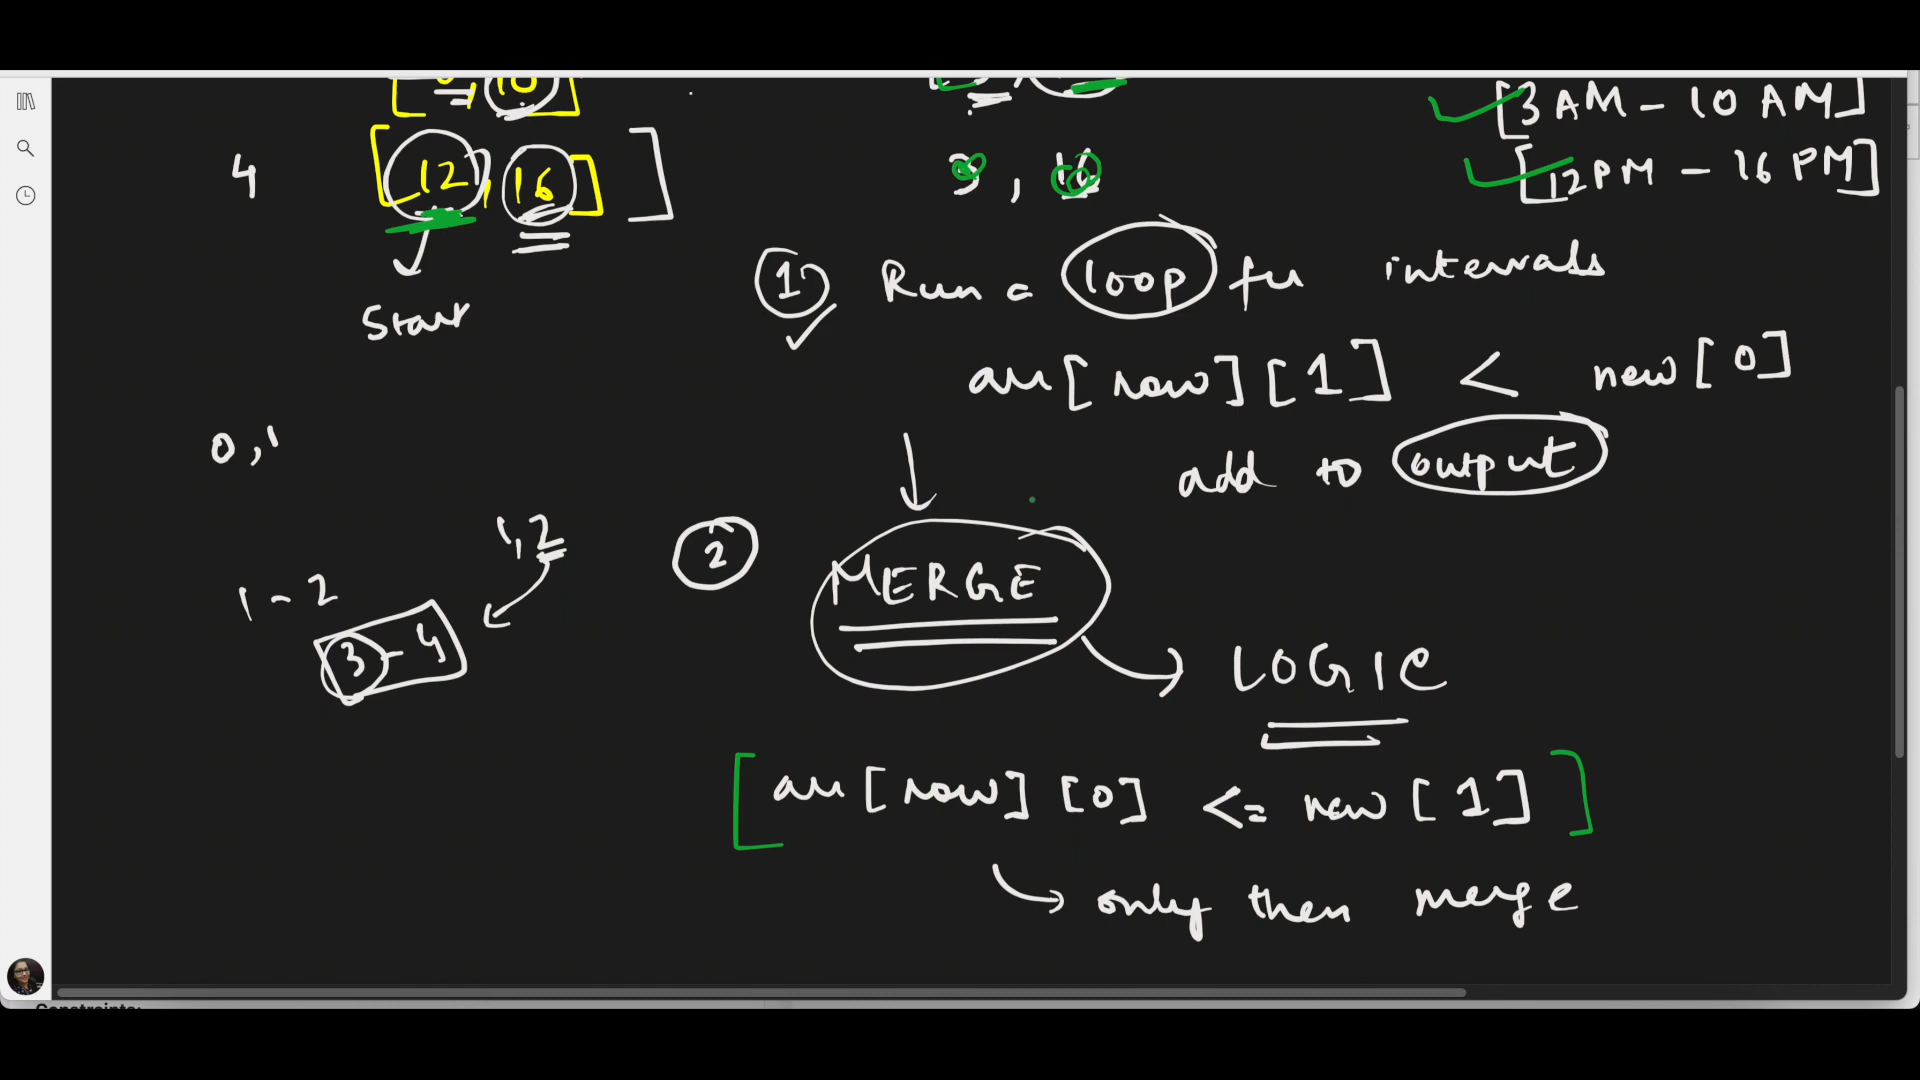 10
[3 AM - 10 AM]
4 [12, 16] ]
[12 PM - 16 PM]
Start
1 Run a loop for intervals
arr[row][1] < new[0]
0,1
add to output
1,2
2 MERGE
1-2
3-4
LOGIC
arr[row][0] <= new[1]
only then merge
Constraints: